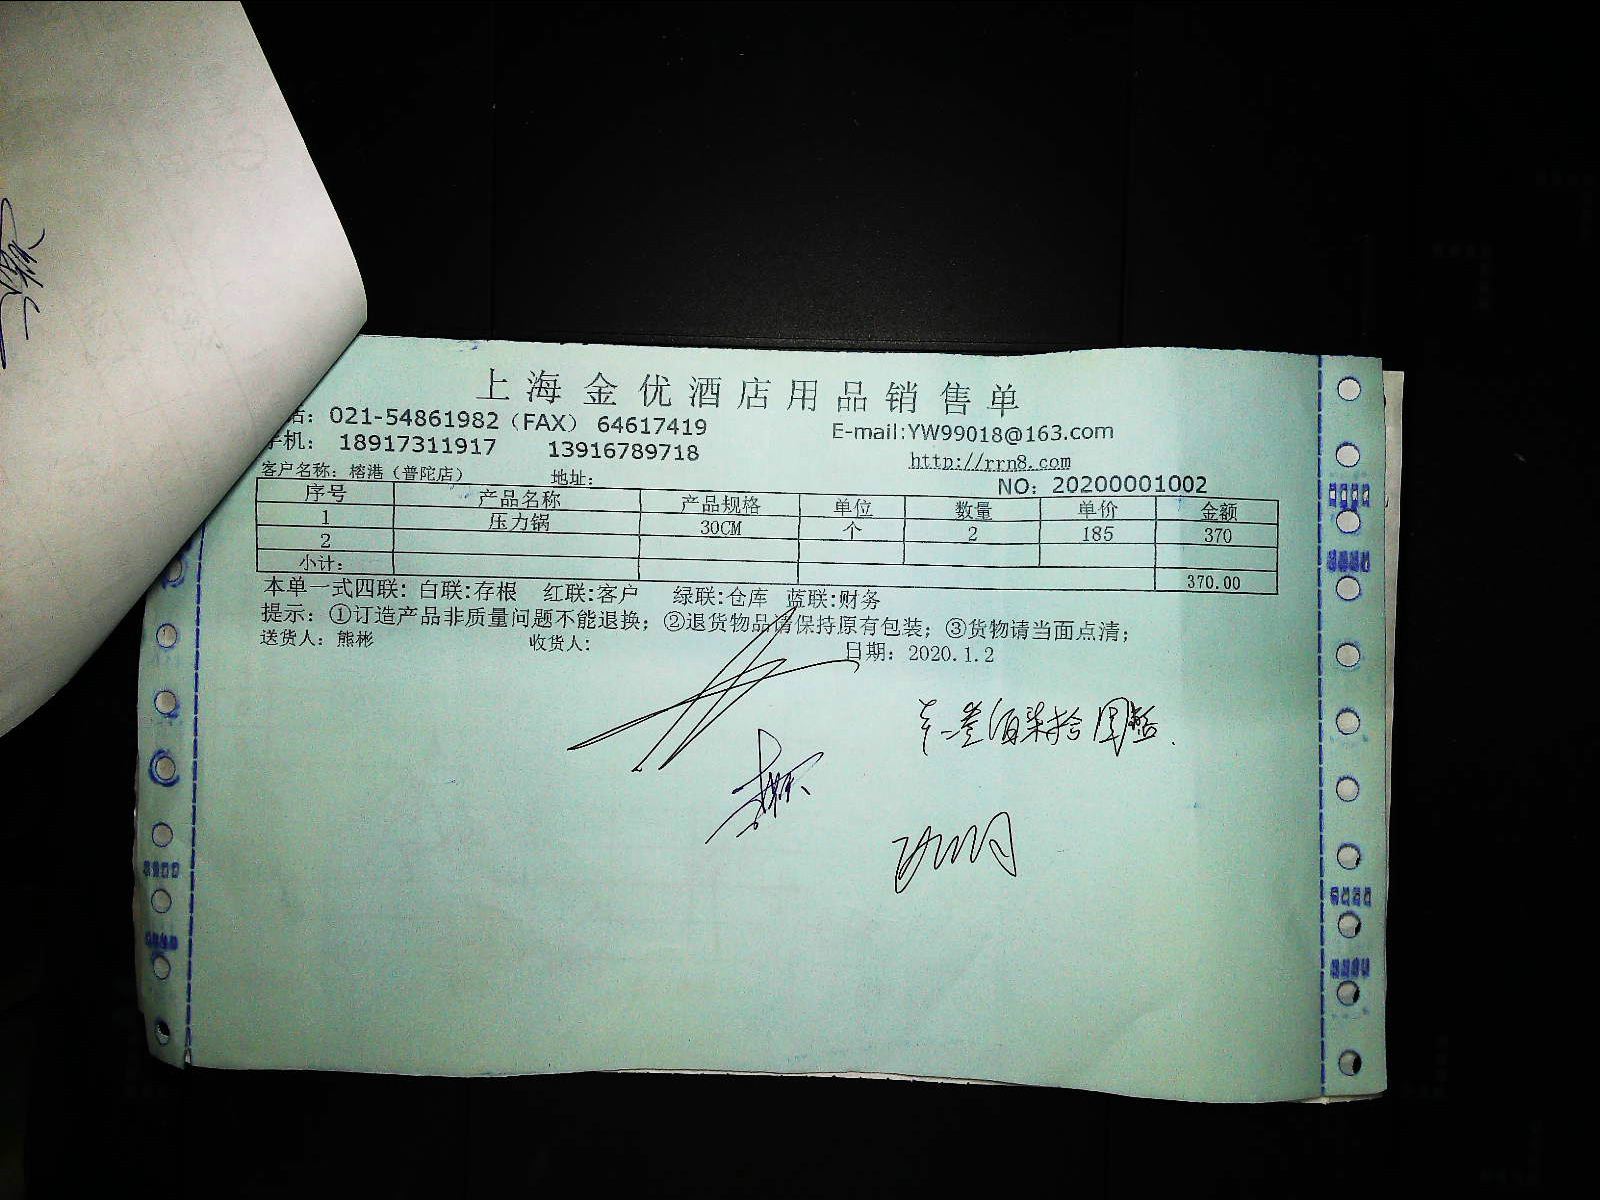 上海金优酒店用品销售单
话：021-54861982（FAX） 64617419
E-mail:YW99018@163.com
手机： 18917311917 13916789718
http://rrn8.com
客户名称：榕港（普陀店） 地址：
NO：20200001002
序号 产品名称 产品规格 单位 数量 单价 金额
1 压力锅 30CM 个 2 185 370
2
小计： 370.00
本单一式四联：白联:存根 红联:客户 绿联:仓库 蓝联:财务
提示：①订造产品非质量问题不能退换；②退货物品请保持原有包装；③货物请当面点清；
送货人：熊彬 收货人： 日期：2020.1.2
叁佰柒拾圆